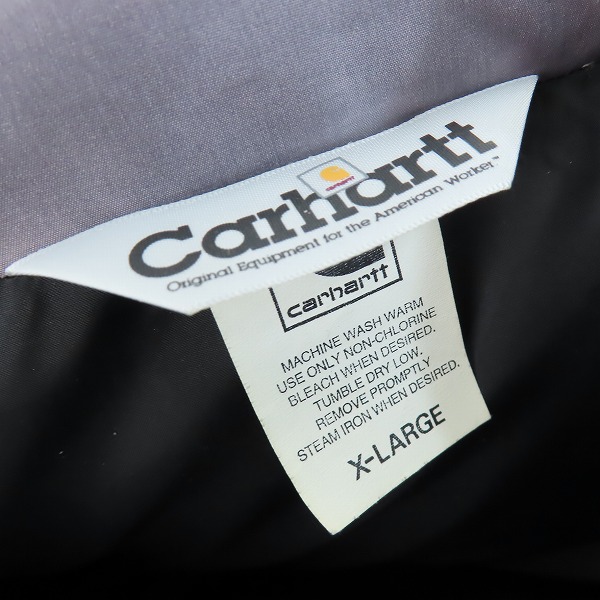 Carhartt
carhartt
Original Equipment for the American Worker™
carhartt
MACHINE WASH WARM
USE ONLY NON-CHLORINE
BLEACH WHEN DESIRED.
TUMBLE DRY LOW.
REMOVE PROMPTLY
STEAM IRON WHEN DESIRED.
X-LARGE